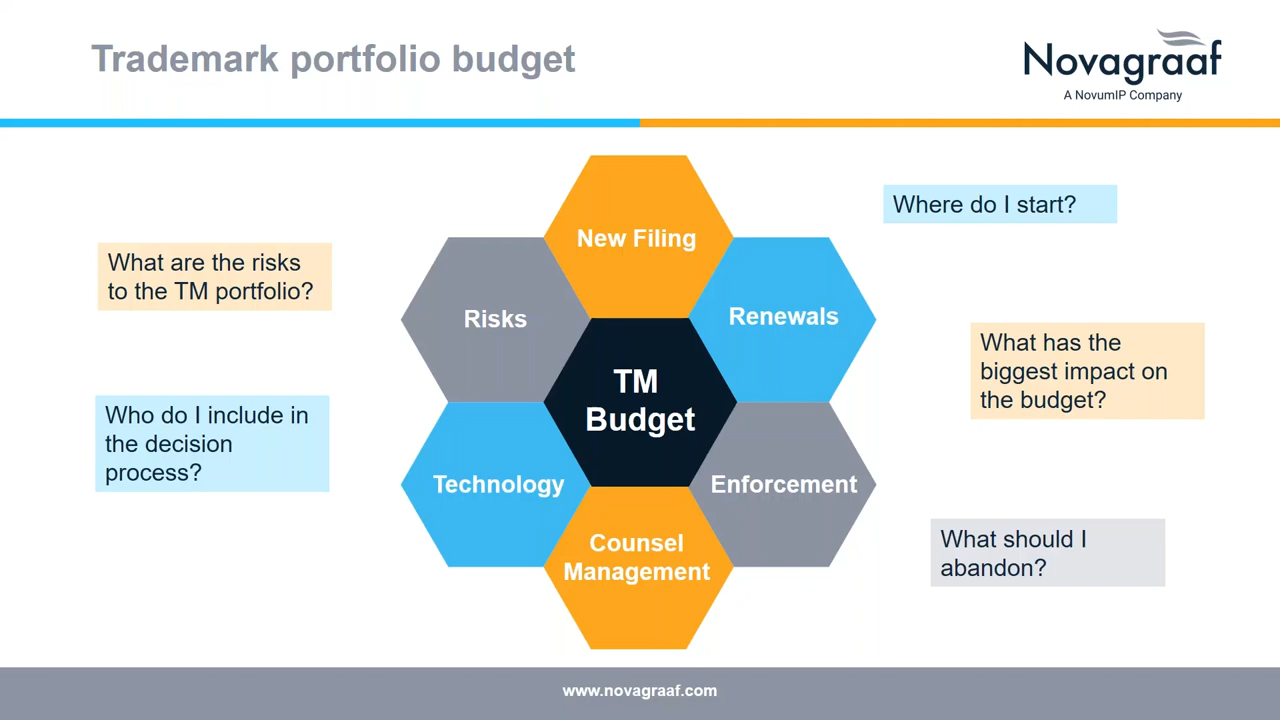 Trademark portfolio budget
Novagraaf
A NovumIP Company
Where do I start?
New Filing
What are the risks
to the TM portfolio?
Risks
Renewals
What has the
biggest impact on
the budget?
TM
Budget
Who do I include in
the decision
process?
Technology
Enforcement
Counsel
Management
What should I
abandon?
www.novagraaf.com